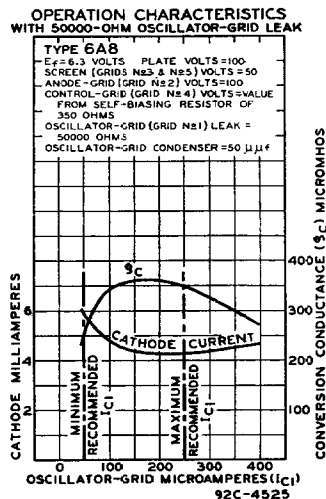 OPERATION CHARACTERISTICS
WITH 50000-OHM OSCILLATOR-GRID LEAK
TYPE 6A8
Ef=6.3 VOLTS PLATE VOLTS=100
SCREEN (GRIDS №3 & №5) VOLTS=50
ANODE-GRID (GRID №2) VOLTS=100
CONTROL-GRID (GRID №4) VOLTS=VALUE
FROM SELF-BIASING RESISTOR OF
350 OHMS
OSCILLATOR-GRID (GRID №1) LEAK=
50000 OHMS
OSCILLATOR-GRID CONDENSER=50 μμf
gc
CATHODE CURRENT
CATHODE MILLIAMPERES
6
4
2
CONVERSION CONDUCTANCE (gc) MICROMHOS
400
300
200
100
MINIMUM
RECOMMENDED
IC1
MAXIMUM
RECOMMENDED
IC1
0 100 200 300 400
OSCILLATOR-GRID MICROAMPERES (IC1)
92C-4525